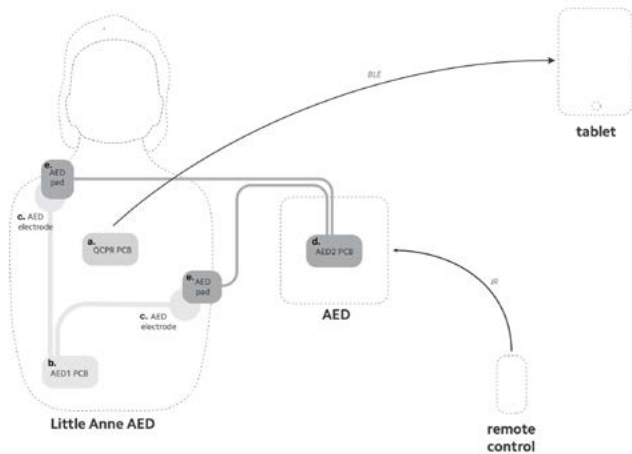 BLE
tablet
e.
AED
pad
c. AED
electrode
a.
QCPR PCB
d.
AED2 PCB
e.
AED
pad
IR
c. AED
electrode
AED
b.
AED1 PCB
Little Anne AED
remote
control